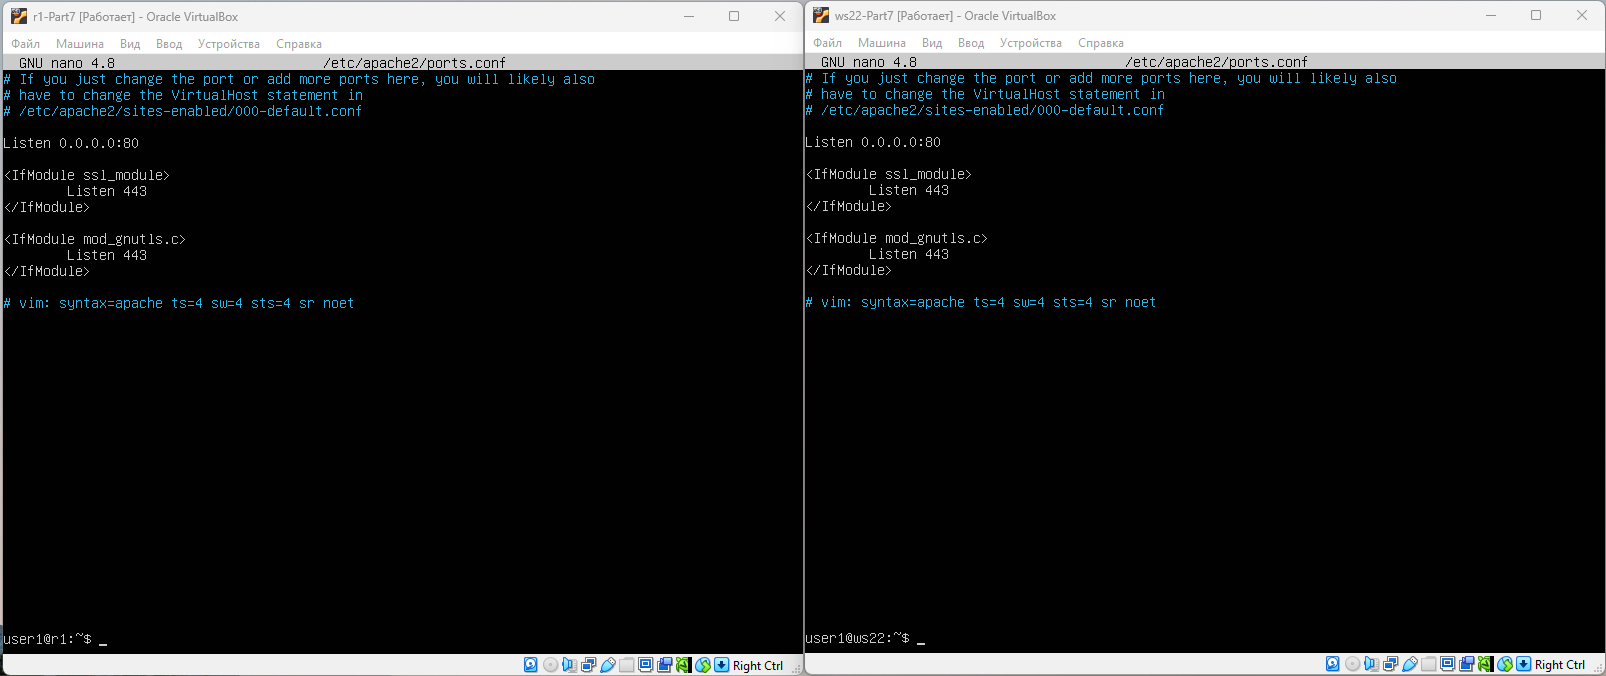 r1-Part7 [Работает] - Oracle VirtualBox
Файл Машина Вид Ввод Устройства Справка
GNU nano 4.8 /etc/apache2/ports.conf
# If you just change the port or add more ports here, you will likely also
# have to change the VirtualHost statement in
# /etc/apache2/sites-enabled/000-default.conf
Listen 0.0.0.0:80
<IfModule ssl_module>
Listen 443
</IfModule>
<IfModule mod_gnutls.c>
Listen 443
</IfModule>
# vim: syntax=apache ts=4 sw=4 sts=4 sr noet
user1@r1:~$ _
Right Ctrl
ws22-Part7 [Работает] - Oracle VirtualBox
Файл Машина Вид Ввод Устройства Справка
GNU nano 4.8 /etc/apache2/ports.conf
# If you just change the port or add more ports here, you will likely also
# have to change the VirtualHost statement in
# /etc/apache2/sites-enabled/000-default.conf
Listen 0.0.0.0:80
<IfModule ssl_module>
Listen 443
</IfModule>
<IfModule mod_gnutls.c>
Listen 443
</IfModule>
# vim: syntax=apache ts=4 sw=4 sts=4 sr noet
user1@ws22:~$ _
Right Ctrl